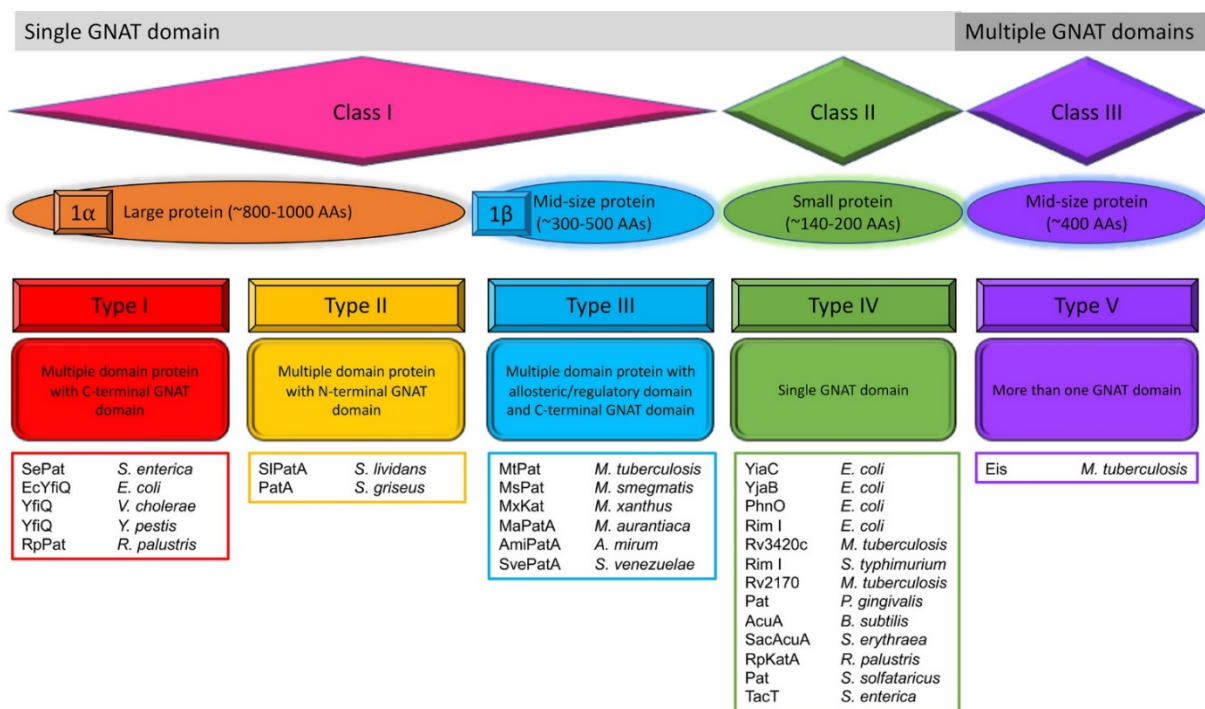 Single GNAT domain
Multiple GNAT domains
Class I
Class II
Class III
1α
Large protein (~800-1000 AAs)
1β
Mid-size protein
(~300-500 AAs)
Small protein
(~140-200 AAs)
Mid-size protein
(~400 AAs)
Type I
Type II
Type III
Type IV
Type V
Multiple domain protein
with C-terminal GNAT
domain
Multiple domain protein
with N-terminal GNAT
domain
Multiple domain protein with
allosteric/regulatory domain
and C-terminal GNAT domain
Single GNAT domain
More than one GNAT domain
SePat S. enterica
EcYfiQ E. coli
YfiQ V. cholerae
YfiQ Y. pestis
RpPat R. palustris
SlPatA S. lividans
PatA S. griseus
MtPat M. tuberculosis
MsPat M. smegmatis
MxKat M. xanthus
MaPatA M. aurantiaca
AmiPatA A. mirum
SvePatA S. venezuelae
YiaC E. coli
YjaB E. coli
PhnO E. coli
Rim I E. coli
Rv3420c M. tuberculosis
Rim I S. typhimurium
Rv2170 M. tuberculosis
Pat P. gingivalis
AcuA B. subtilis
SacAcuA S. erythraea
RpKatA R. palustris
Pat S. solfataricus
TacT S. enterica
Eis M. tuberculosis